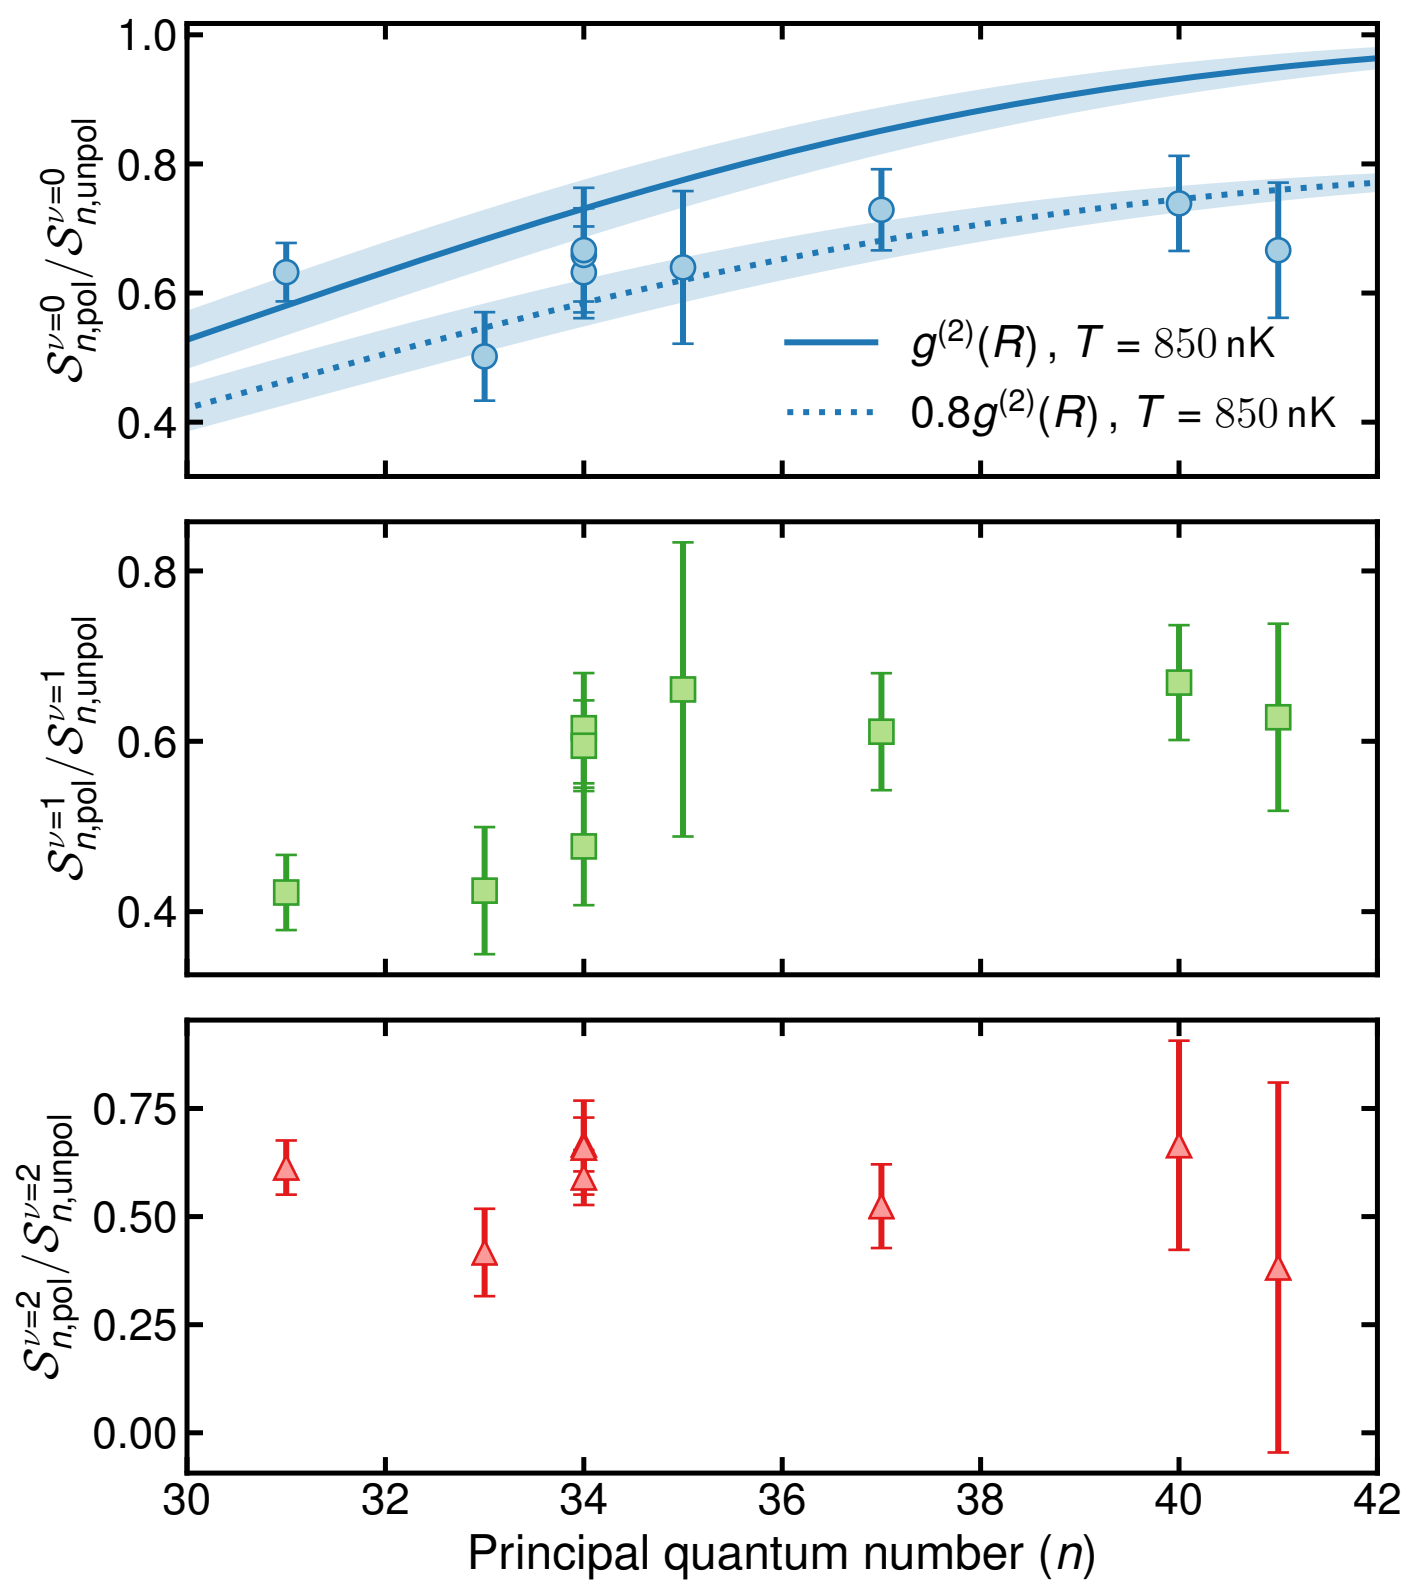 1.0
0.8
0.6
0.4
𝒮^{ν=0}_{n,pol} / 𝒮^{ν=0}_{n,unpol}
g^{(2)}(R) , T = 850 nK
0.8g^{(2)}(R) , T = 850 nK
0.8
0.6
0.4
𝒮^{ν=1}_{n,pol} / 𝒮^{ν=1}_{n,unpol}
0.75
0.50
0.25
0.00
𝒮^{ν=2}_{n,pol} / 𝒮^{ν=2}_{n,unpol}
30 32 34 36 38 40 42
Principal quantum number (n)